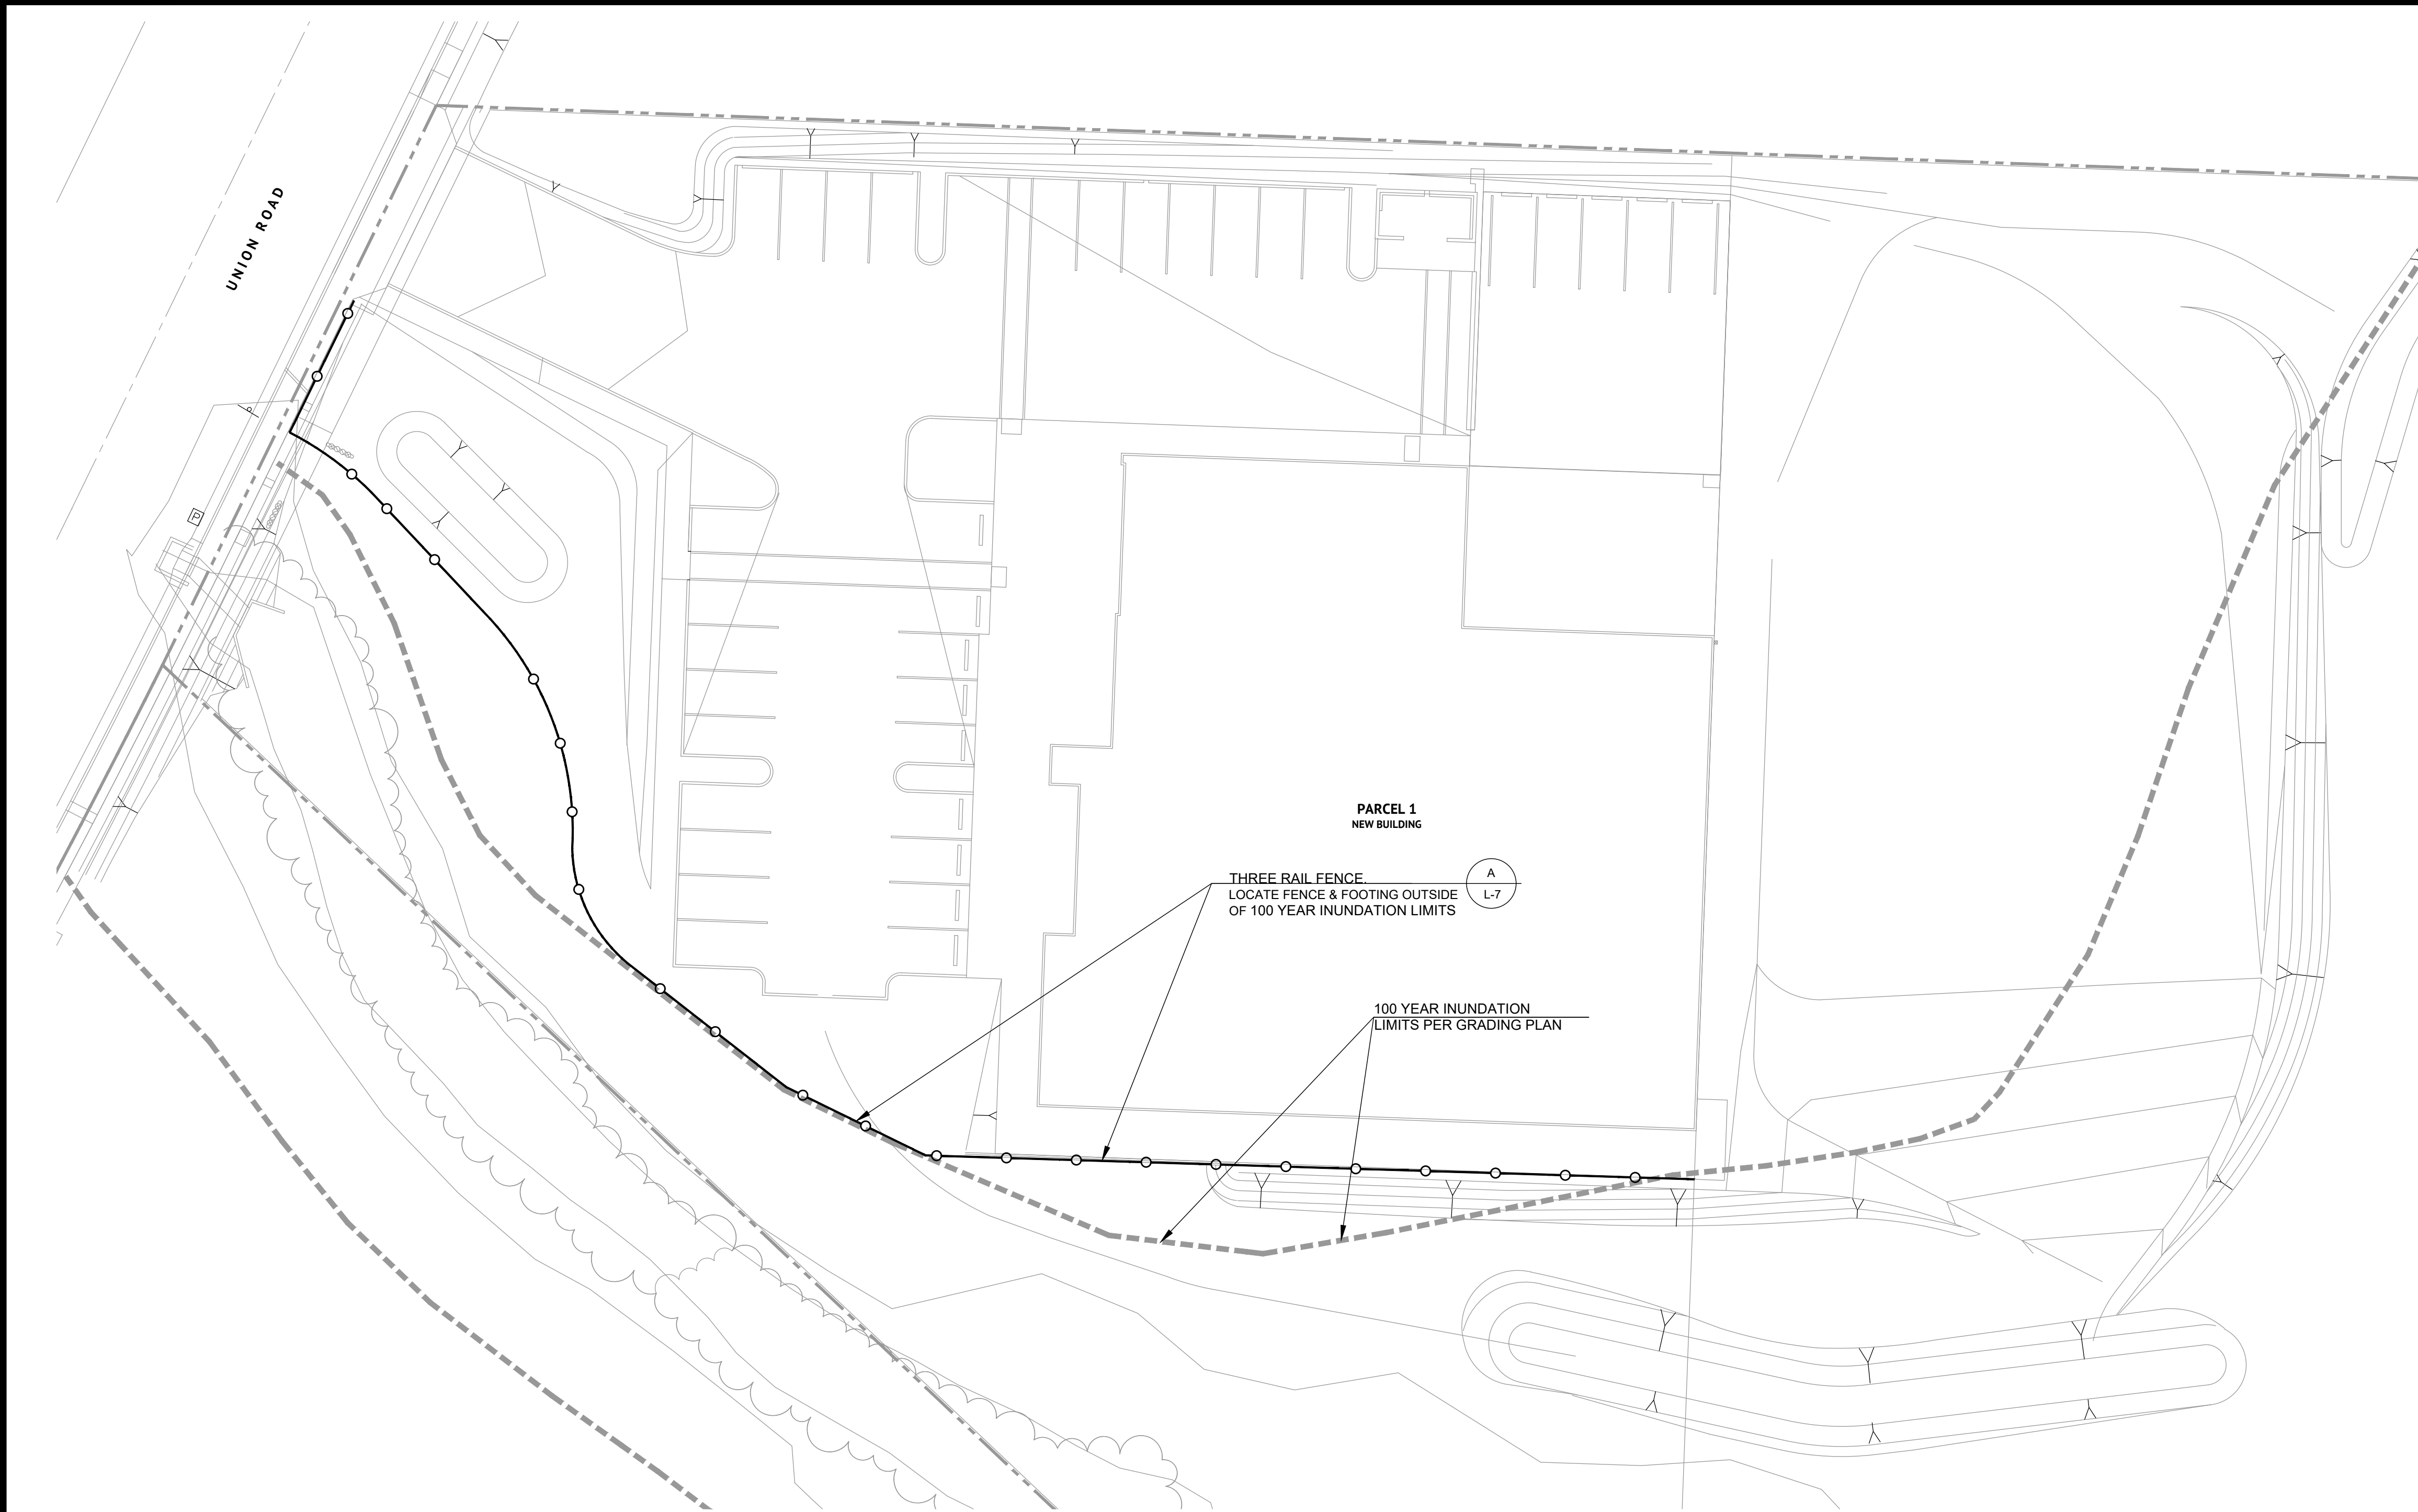 UNION ROAD
P
PARCEL 1
NEW BUILDING
THREE RAIL FENCE.
LOCATE FENCE & FOOTING OUTSIDE
OF 100 YEAR INUNDATION LIMITS
A
L-7
100 YEAR INUNDATION
LIMITS PER GRADING PLAN